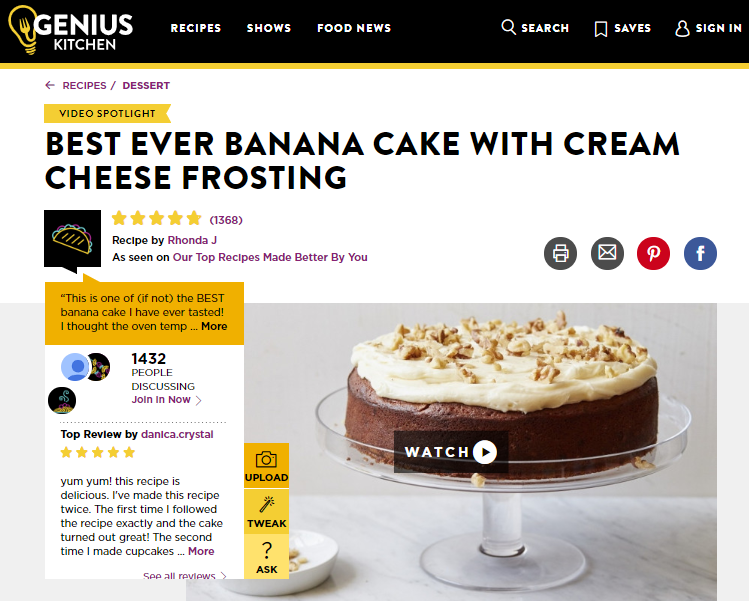 GENIUS
KITCHEN
RECIPES SHOWS FOOD NEWS SEARCH SAVES SIGN IN
← RECIPES / DESSERT
VIDEO SPOTLIGHT
BEST EVER BANANA CAKE WITH CREAM
CHEESE FROSTING
(1368)
Recipe by Rhonda J
As seen on Our Top Recipes Made Better By You
"This is one of (if not) the BEST
banana cake I have ever tasted!
I thought the oven temp ... More
1432
PEOPLE
DISCUSSING
Join In Now >
Top Review by danica.crystal
yum yum! this recipe is
delicious. I've made this recipe
twice. The first time I followed
the recipe exactly and the cake
turned out great! The second
time I made cupcakes ... More
See all reviews >
UPLOAD
TWEAK
?
ASK
WATCH